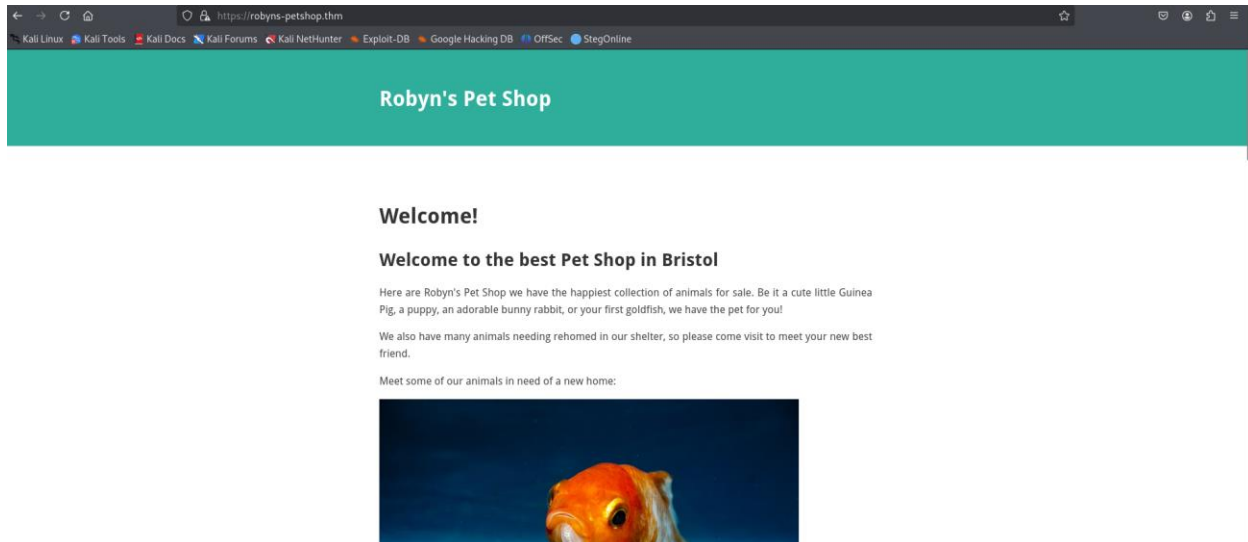 https://robyns-petshop.thm
Kali Linux Kali Tools Kali Docs Kali Forums Kali NetHunter Exploit-DB Google Hacking DB OffSec StegOnline
Robyn's Pet Shop
Welcome!
Welcome to the best Pet Shop in Bristol
Here are Robyn's Pet Shop we have the happiest collection of animals for sale. Be it a cute little Guinea
Pig, a puppy, an adorable bunny rabbit, or your first goldfish, we have the pet for you!
We also have many animals needing rehomed in our shelter, so please come visit to meet your new best
friend.
Meet some of our animals in need of a new home: